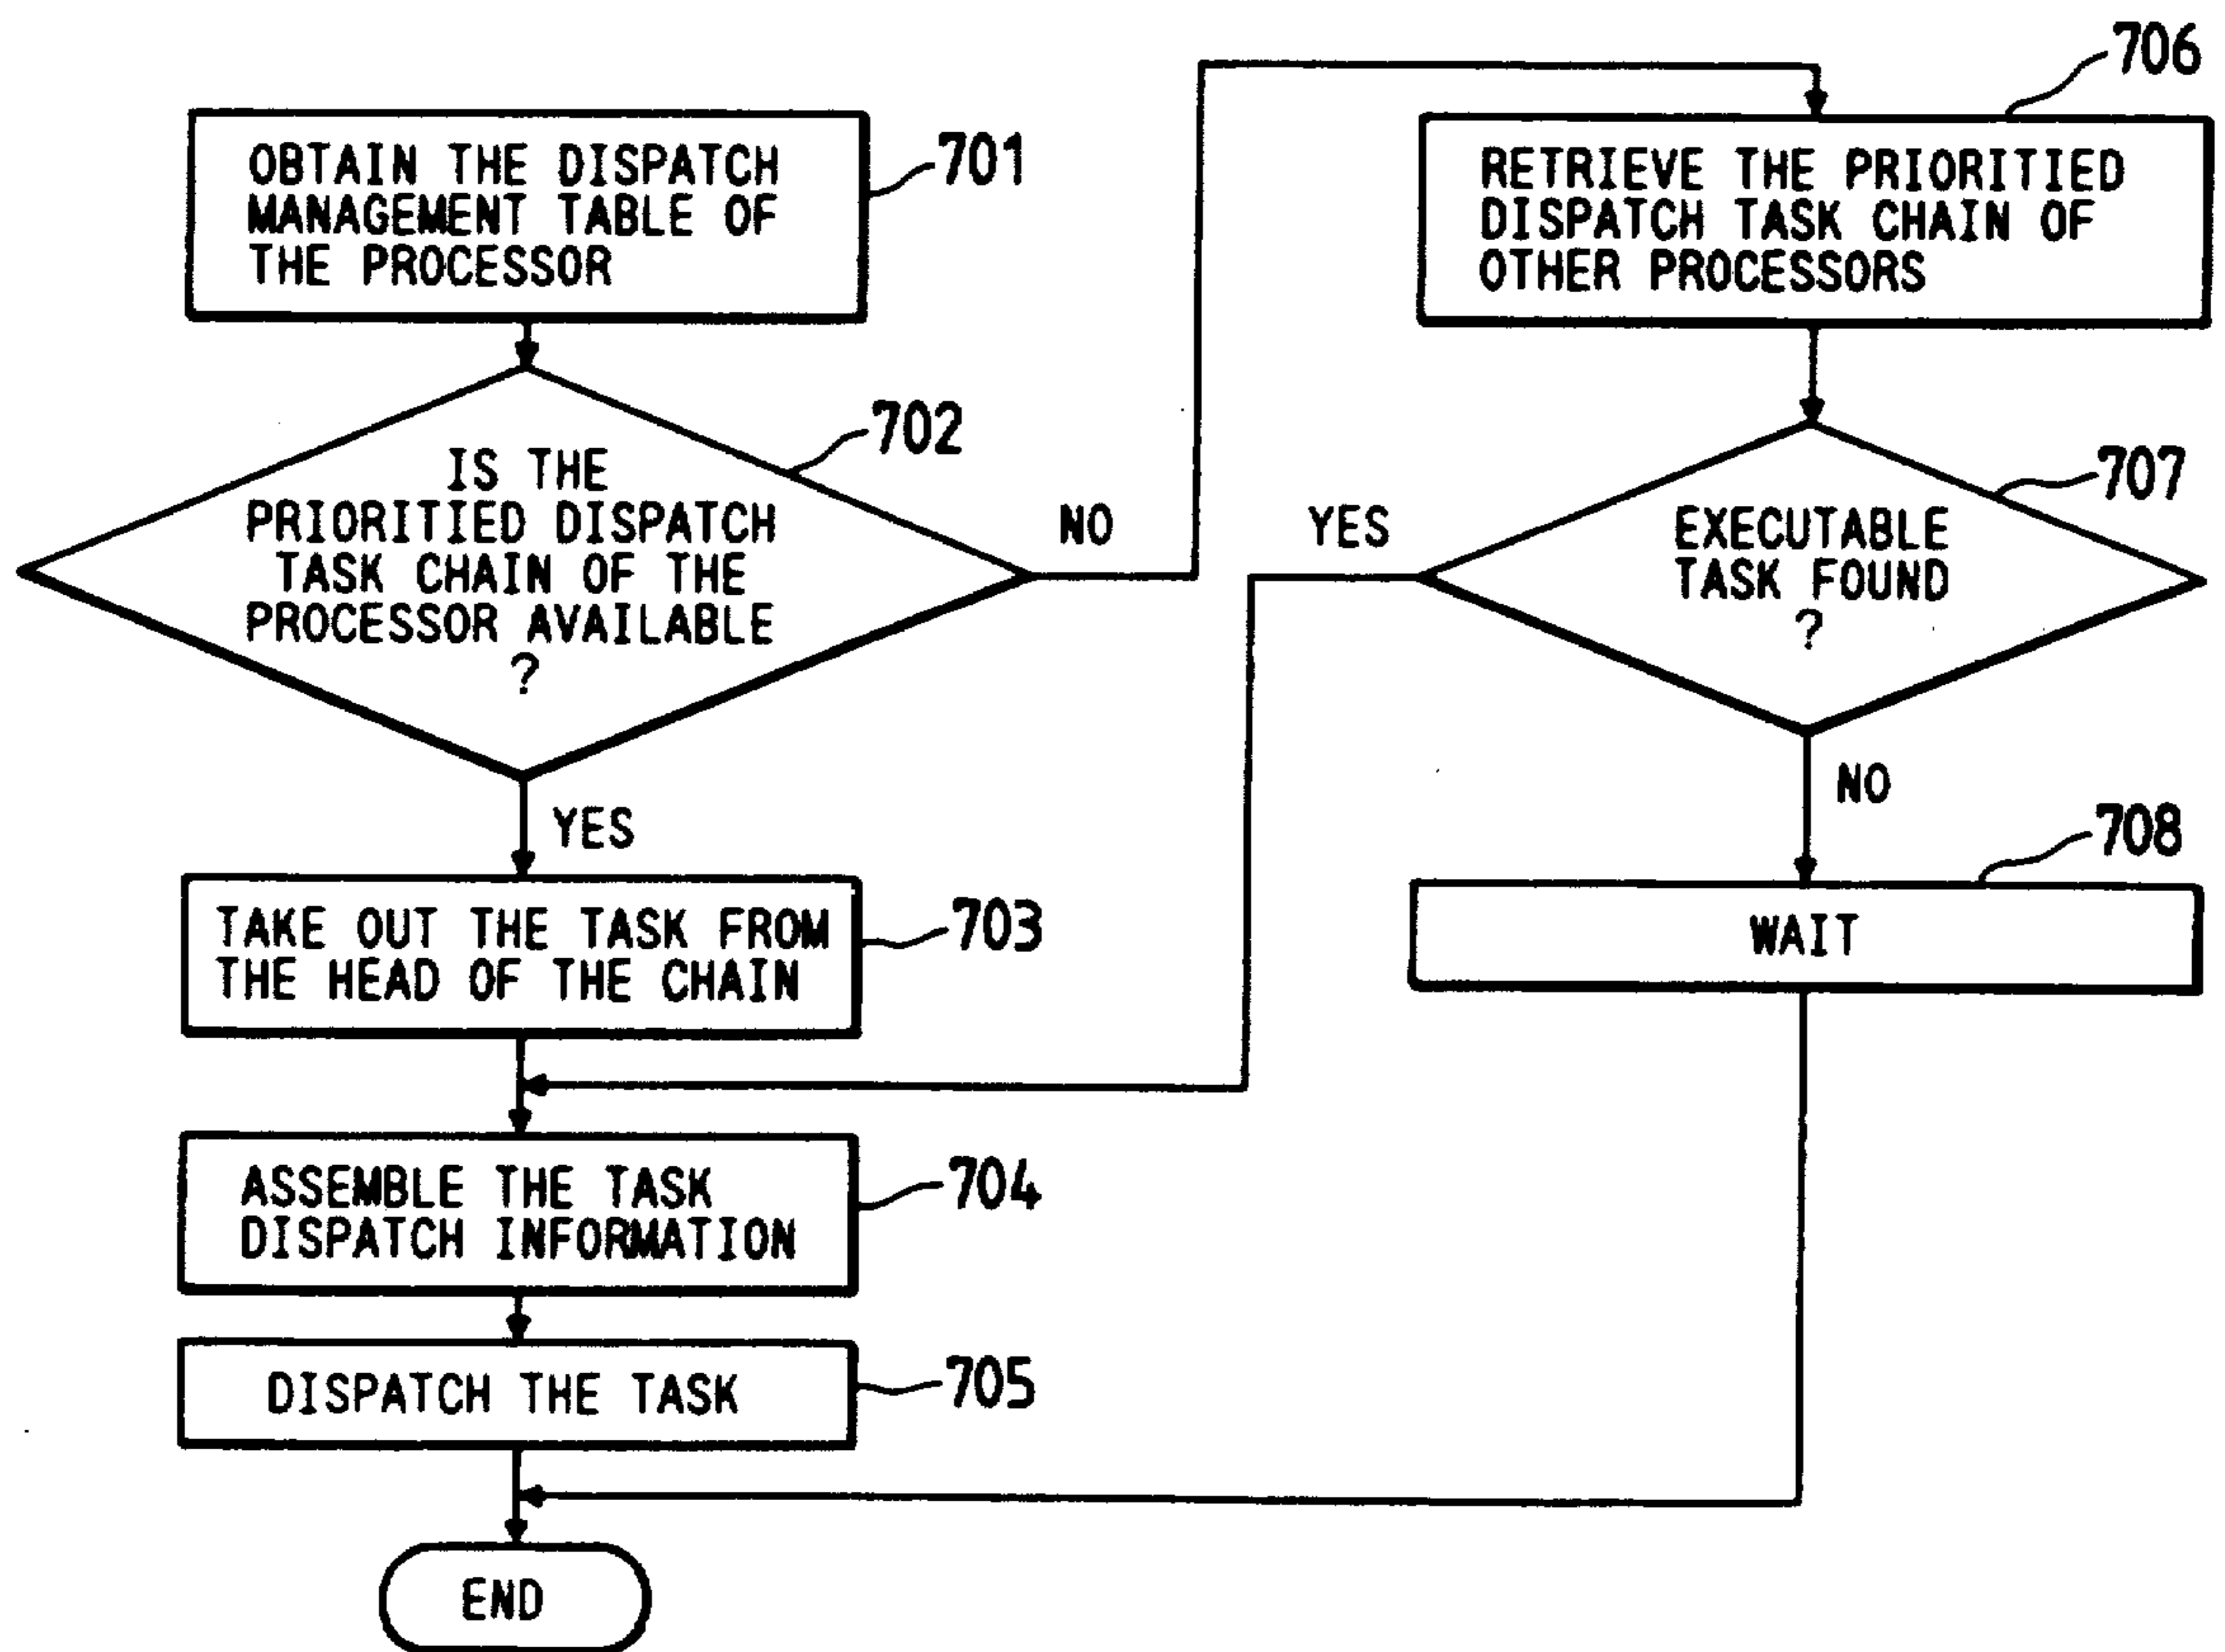 OBTAIN THE DISPATCH
MANAGEMENT TABLE OF
THE PROCESSOR
701
IS THE
PRIORITIED DISPATCH
TASK CHAIN OF THE
PROCESSOR AVAILABLE
?
702
NO
YES
TAKE OUT THE TASK FROM
THE HEAD OF THE CHAIN
703
ASSEMBLE THE TASK
DISPATCH INFORMATION
704
DISPATCH THE TASK
705
END
706
RETRIEVE THE PRIORITIED
DISPATCH TASK CHAIN OF
OTHER PROCESSORS
707
YES
EXECUTABLE
TASK FOUND
?
NO
708
WAIT